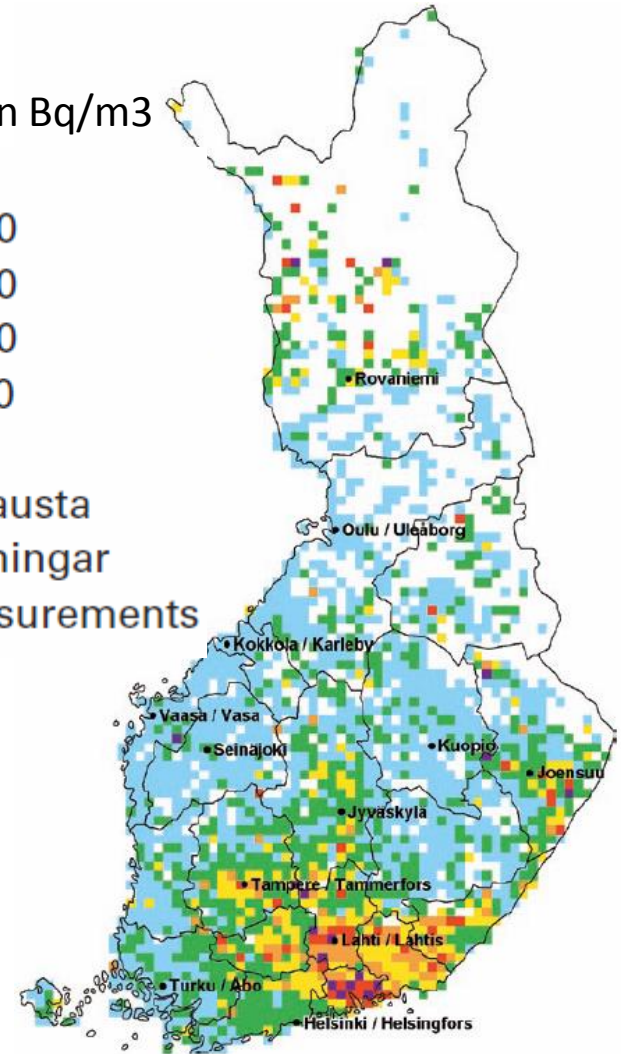 n Bq/m3
0
0
0
0
austa
ningar
surements
Rovaniemi
Oulu / Uleåborg
Kokkola / Karleby
Vaasa / Vasa
Seinäjoki
Kuopio
Joensuu
Jyväskylä
Tampere / Tammerfors
Lahti / Lahtis
Turku / Åbo
Helsinki / Helsingfors